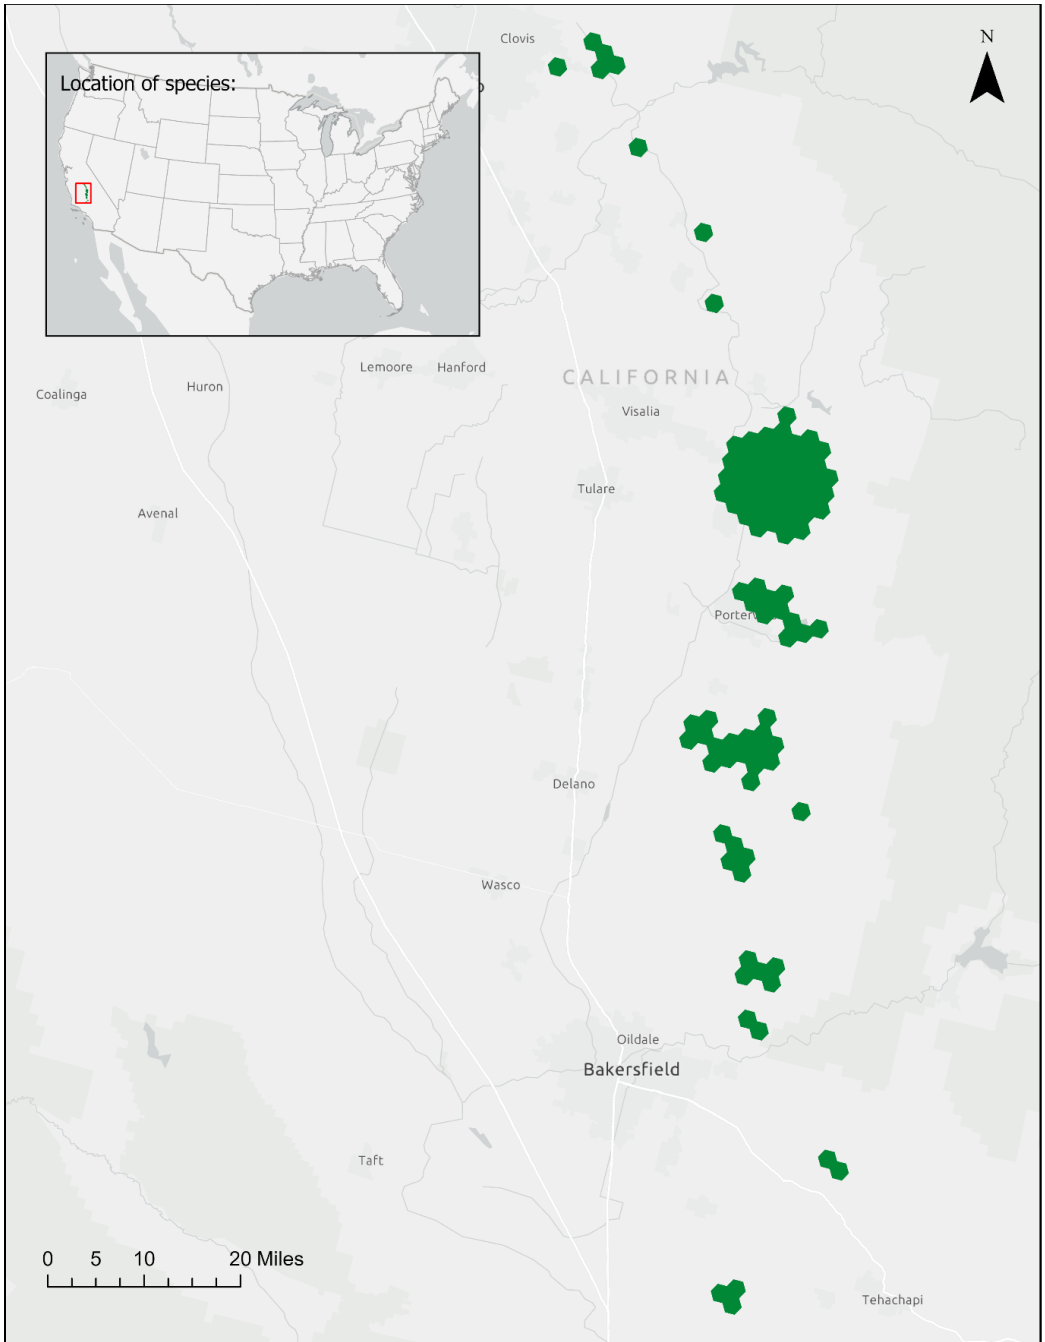 Clovis
N
Location of species:
Lemoore
Hanford
CALIFORNIA
Huron
Coalinga
Visalia
Tulare
Avenal
Delano
Wasco
Oildale
Bakersfield
Taft
0 5 10 20 Miles
Tehachapi